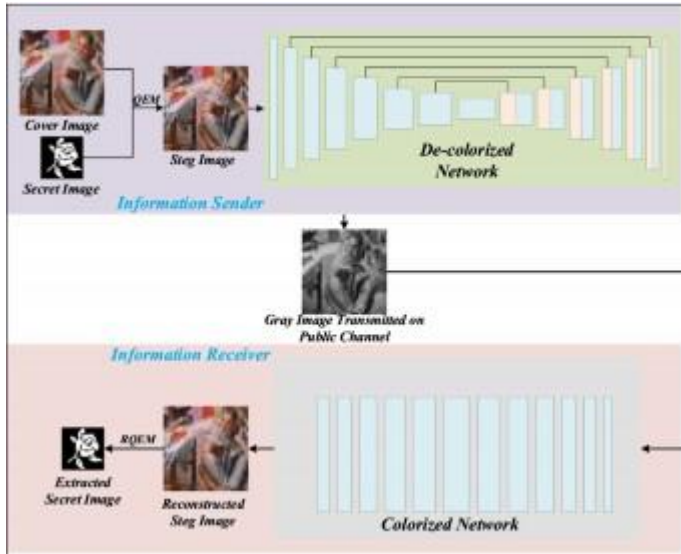 Cover Image
QEM
Steg Image
Secret Image
De-colorized
Network
Information Sender
Gray Image Transmitted on
Public Channel
Information Receiver
RQEM
Extracted
Secret Image
Reconstructed
Steg Image
Colorized Network